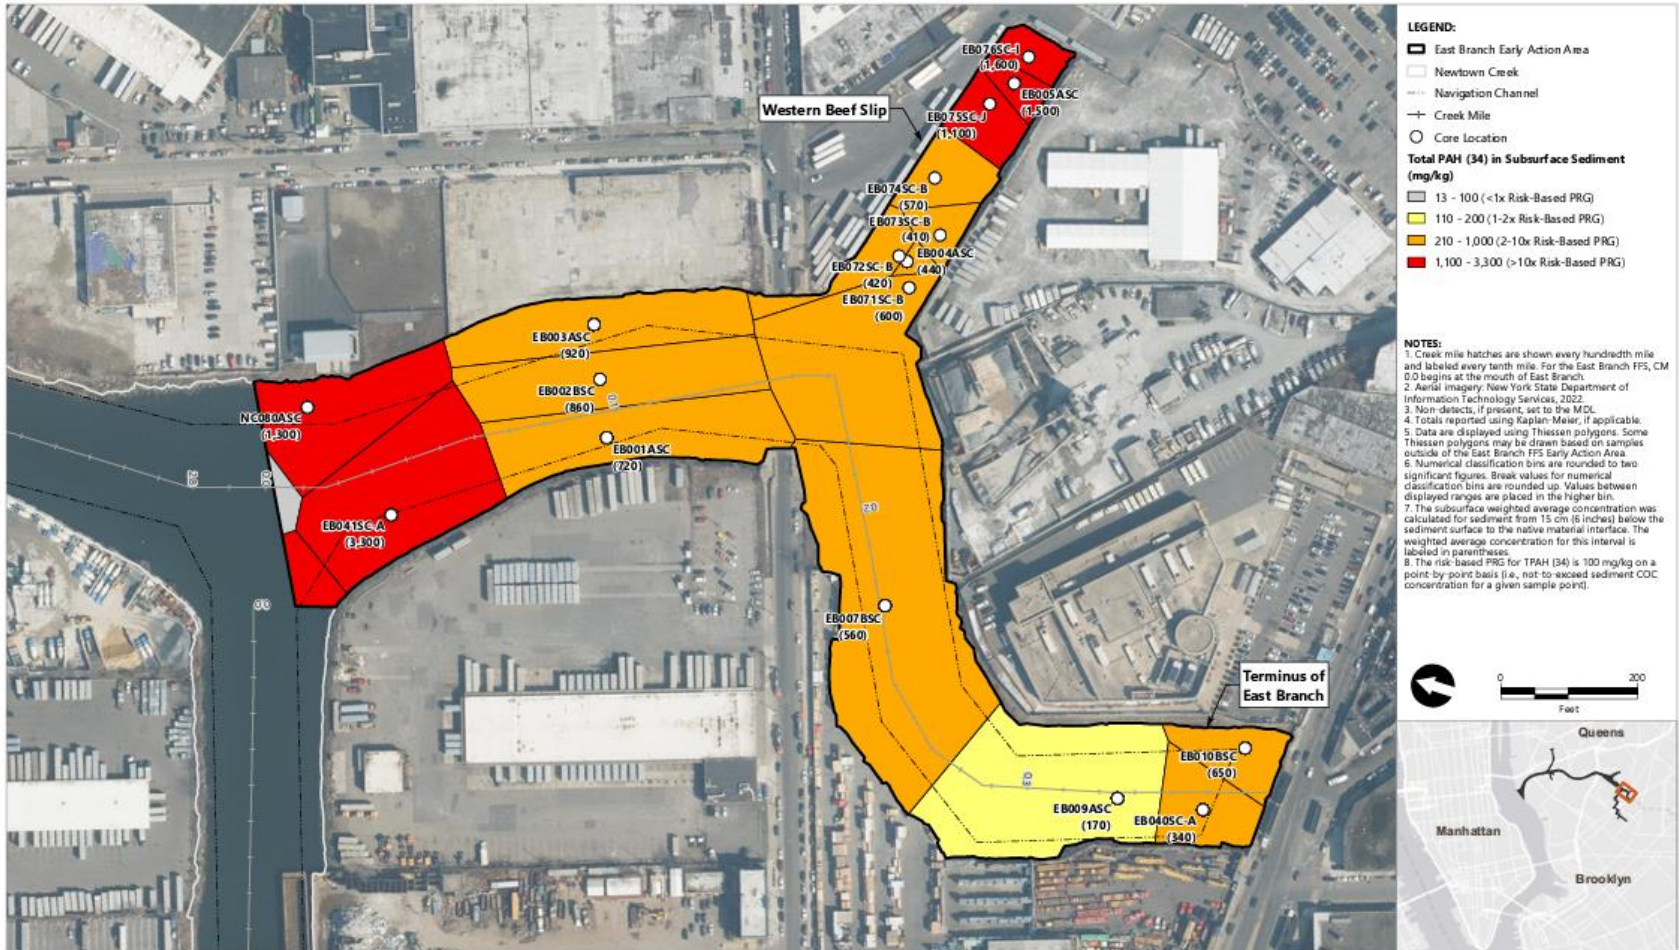 LEGEND:
East Branch Early Action Area
Newtown Creek
Navigation Channel
Creek Mile
Core Location
Total PAH (34) in Subsurface Sediment
(mg/kg)
13 - 100 (<1x Risk-Based PRG)
110 - 200 (1-2x Risk-Based PRG)
210 - 1,000 (2-10x Risk-Based PRG)
1,100 - 3,300 (>10x Risk-Based PRG)
NOTES:
1. Creek mile hatches are shown every hundredth mile
and labeled every tenth mile. For the East Branch FFS, CM
0.0 begins at the mouth of East Branch.
2. Aerial imagery: New York State Department of
Information Technology Services, 2022.
3. Non-detects, if present, set to the MDL.
4. Totals reported using Kaplan-Meier, if applicable.
5. Data are displayed using Thiessen polygons. Some
Thiessen polygons may be drawn based on samples
outside of the East Branch FFS Early Action Area.
6. Numerical classification bins are rounded to two
significant figures. Break values for numerical
classification bins are rounded up. Values between
displayed ranges are placed in the higher bin.
7. The subsurface weighted average concentration was
calculated for sediment from 15 cm (6 inches) below the
sediment surface to the native material interface. The
weighted average concentration for this interval is
labeled in parentheses.
8. The risk-based PRG for TPAH (34) is 100 mg/kg on a
point-by-point basis (i.e., not-to-exceed sediment COC
concentration for a given sample point).
0 200
Feet
Queens
Manhattan
Brooklyn
Western Beef Slip
EB076SC-I
(1,600)
EB005ASC
(1,500)
EB075SC-J
(1,100)
EB074SC-B
(570)
EB073SC-B
(410)
EB004ASC
(440)
EB072SC-B
(420)
EB071SC-B
(600)
EB003ASC
(920)
EB002BSC
(860)
0.1
EB001ASC
(720)
NC080ASC
(1,300)
2.8
0.0
EB041SC-A
(3,300)
0.0
0.2
EB007BSC
(560)
Terminus of
East Branch
EB010BSC
(650)
0.3
EB009ASC
(170)
EB040SC-A
(340)